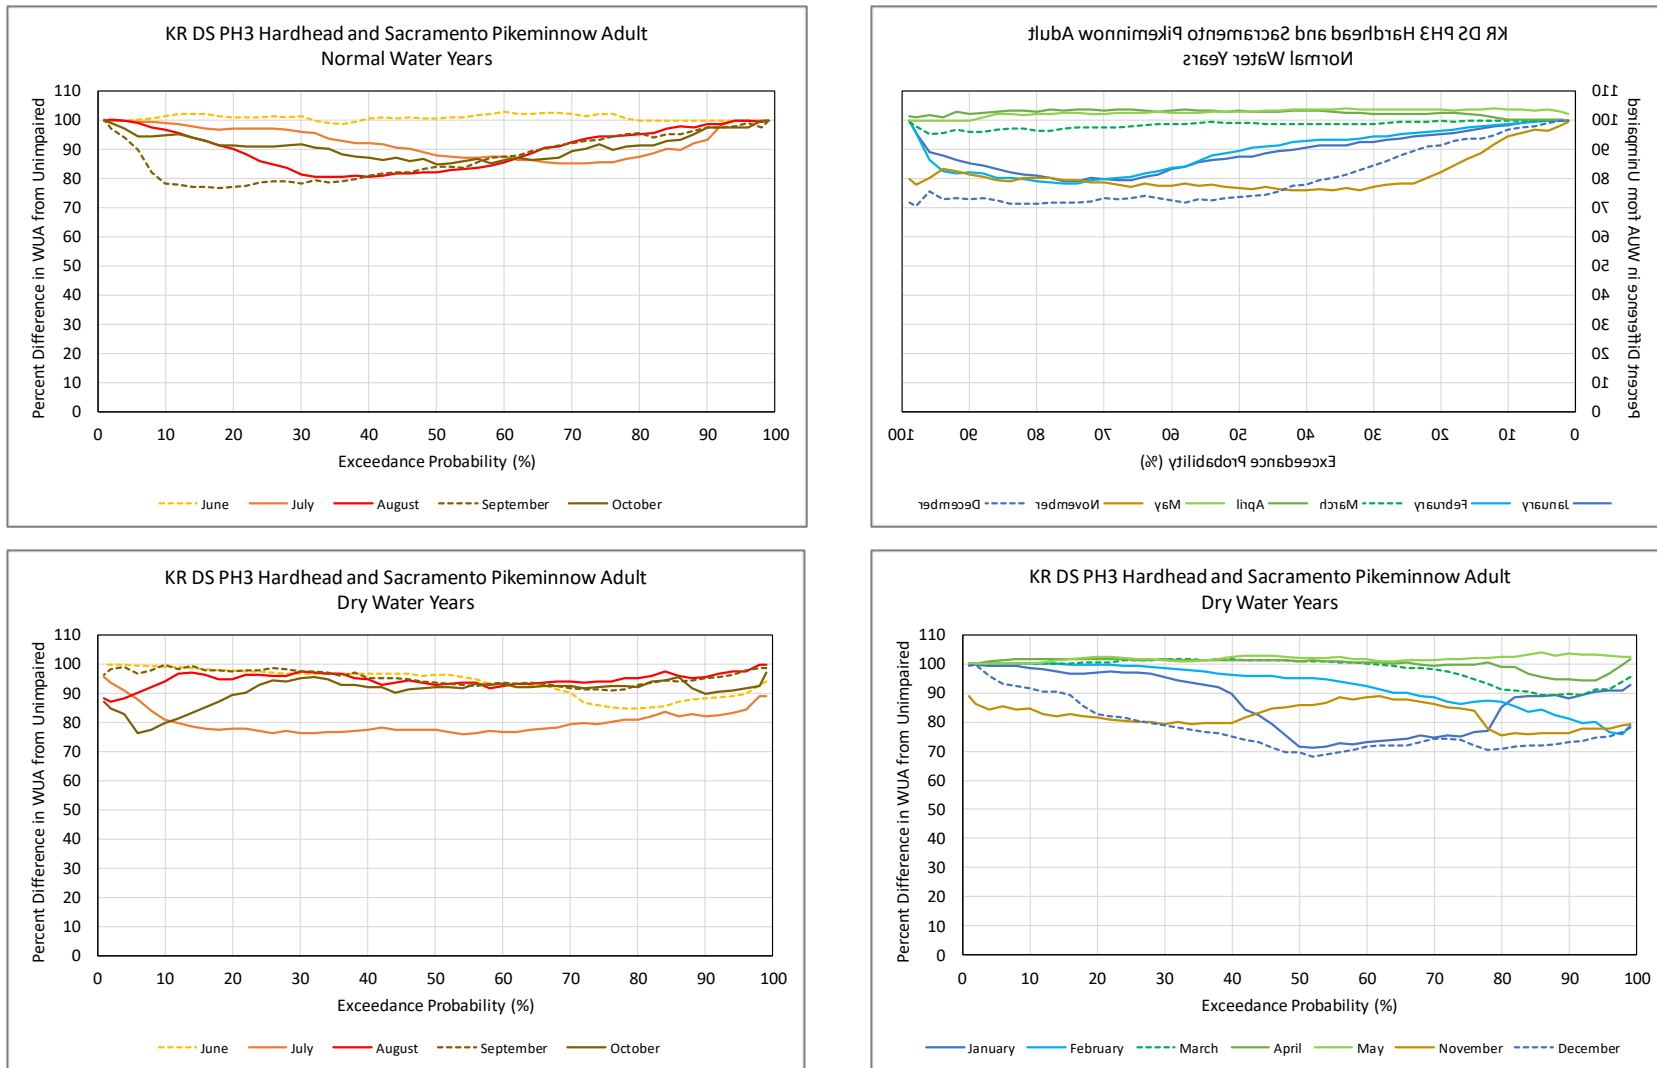 KR DS PH3 Hardhead and Sacramento Pikeminnow Adult
Normal Water Years
Percent Difference in WUA from Unimpaired
110
100
90
80
70
60
50
40
30
20
10
0
0 10 20 30 40 50 60 70 80 90 100
Exceedance Probability (%)
June July August September October
KR DS PH3 Hardhead and Sacramento Pikeminnow Adult
Normal Water Years
Percent Difference in WUA from Unimpaired
110
100
90
80
70
60
50
40
30
20
10
0
0 10 20 30 40 50 60 70 80 90 100
Exceedance Probability (%)
January February March April May November December
KR DS PH3 Hardhead and Sacramento Pikeminnow Adult
Dry Water Years
Percent Difference in WUA from Unimpaired
110
100
90
80
70
60
50
40
30
20
10
0
0 10 20 30 40 50 60 70 80 90 100
Exceedance Probability (%)
June July August September October
KR DS PH3 Hardhead and Sacramento Pikeminnow Adult
Dry Water Years
Percent Difference in WUA from Unimpaired
110
100
90
80
70
60
50
40
30
20
10
0
0 10 20 30 40 50 60 70 80 90 100
Exceedance Probability (%)
January February March April May November December